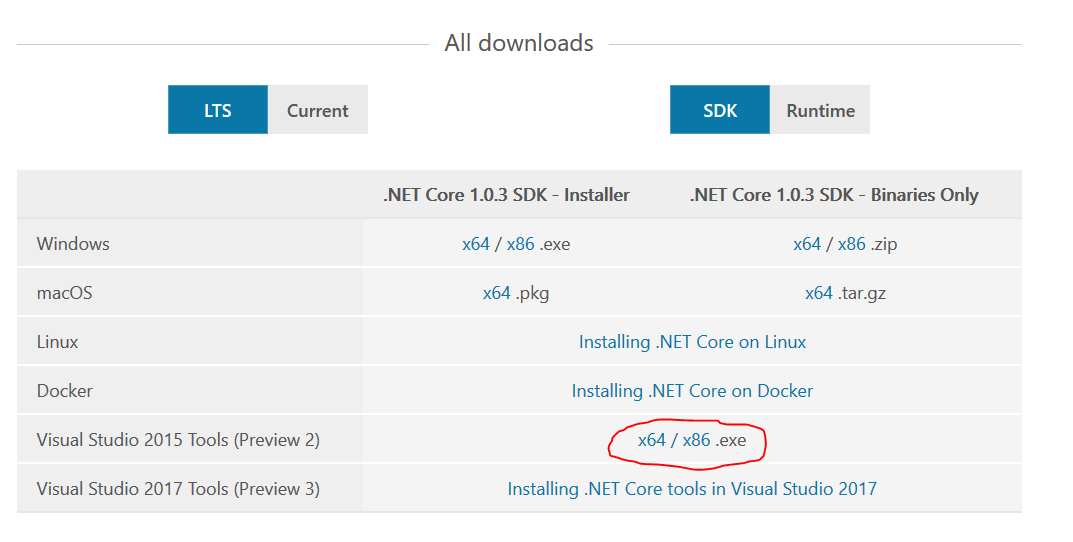 All downloads
LTS Current SDK Runtime
.NET Core 1.0.3 SDK - Installer .NET Core 1.0.3 SDK - Binaries Only
Windows x64 / x86 .exe x64 / x86 .zip
macOS x64 .pkg x64 .tar.gz
Linux Installing .NET Core on Linux
Docker Installing .NET Core on Docker
Visual Studio 2015 Tools (Preview 2) x64 / x86 .exe
Visual Studio 2017 Tools (Preview 3) Installing .NET Core tools in Visual Studio 2017